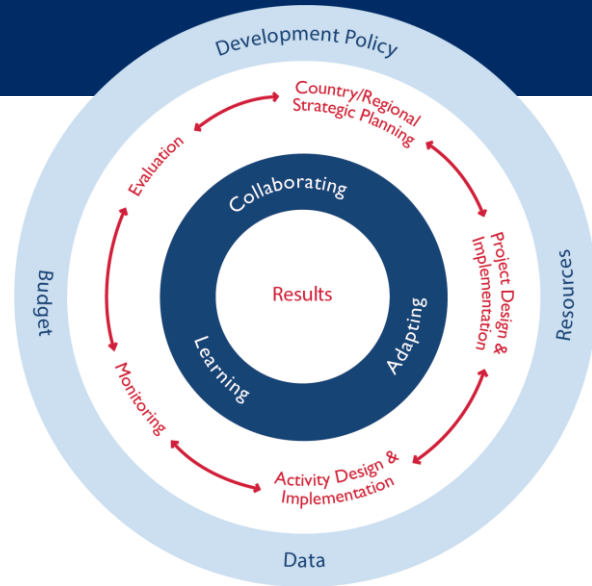 Development Policy
Country/Regional
Strategic Planning
Evaluation
Collaborating
Project Design &
Implementation
Budget
Results
Resources
Adapting
Learning
Monitoring
Activity Design &
Implementation
Data